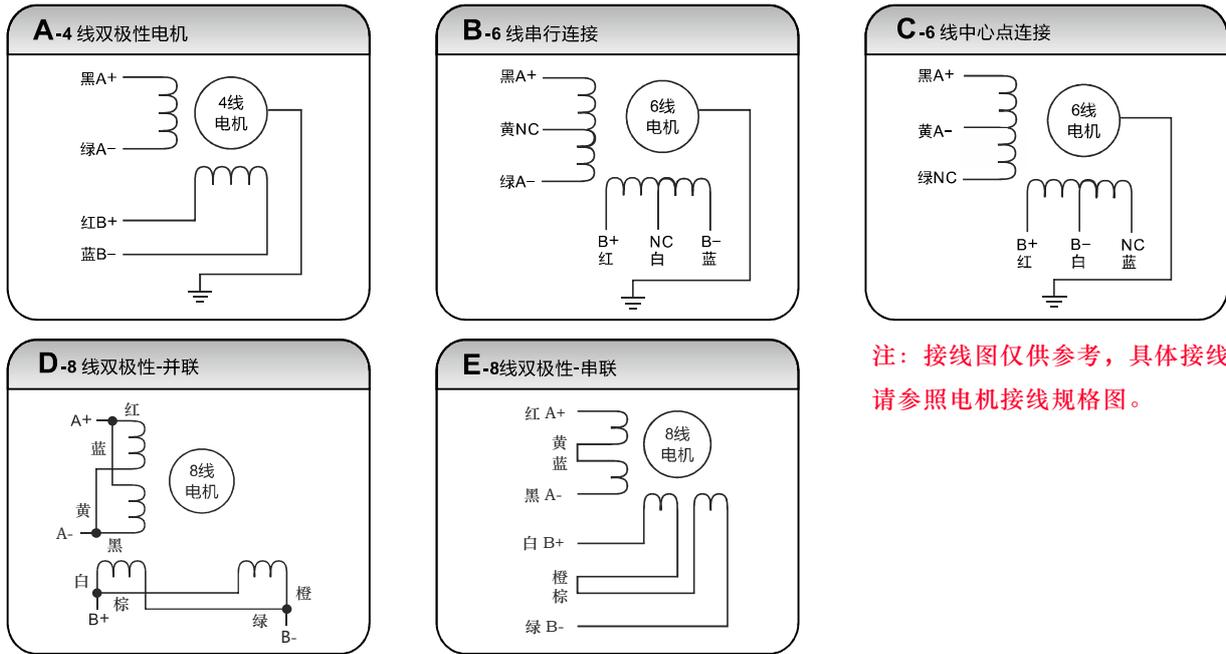 A-4 线双极性电机
黑A+
4线
电机
绿A-
红B+
蓝B-
B-6 线串行连接
黑A+
6线
电机
黄NC
绿A-
B+ NC B-
红 白 蓝
C-6 线中心点连接
黑A+
6线
电机
黄A-
绿NC
B+ B- NC
红 白 蓝
D-8 线双极性-并联
红
A+
蓝
8线
电机
黄
A-
黑
白
橙
棕
B+
绿
B-
E-8线双极性-串联
红 A+
黄
8线
电机
蓝
黑 A-
白 B+
橙
棕
绿 B-
注：接线图仅供参考，具体接线
请参照电机接线规格图。